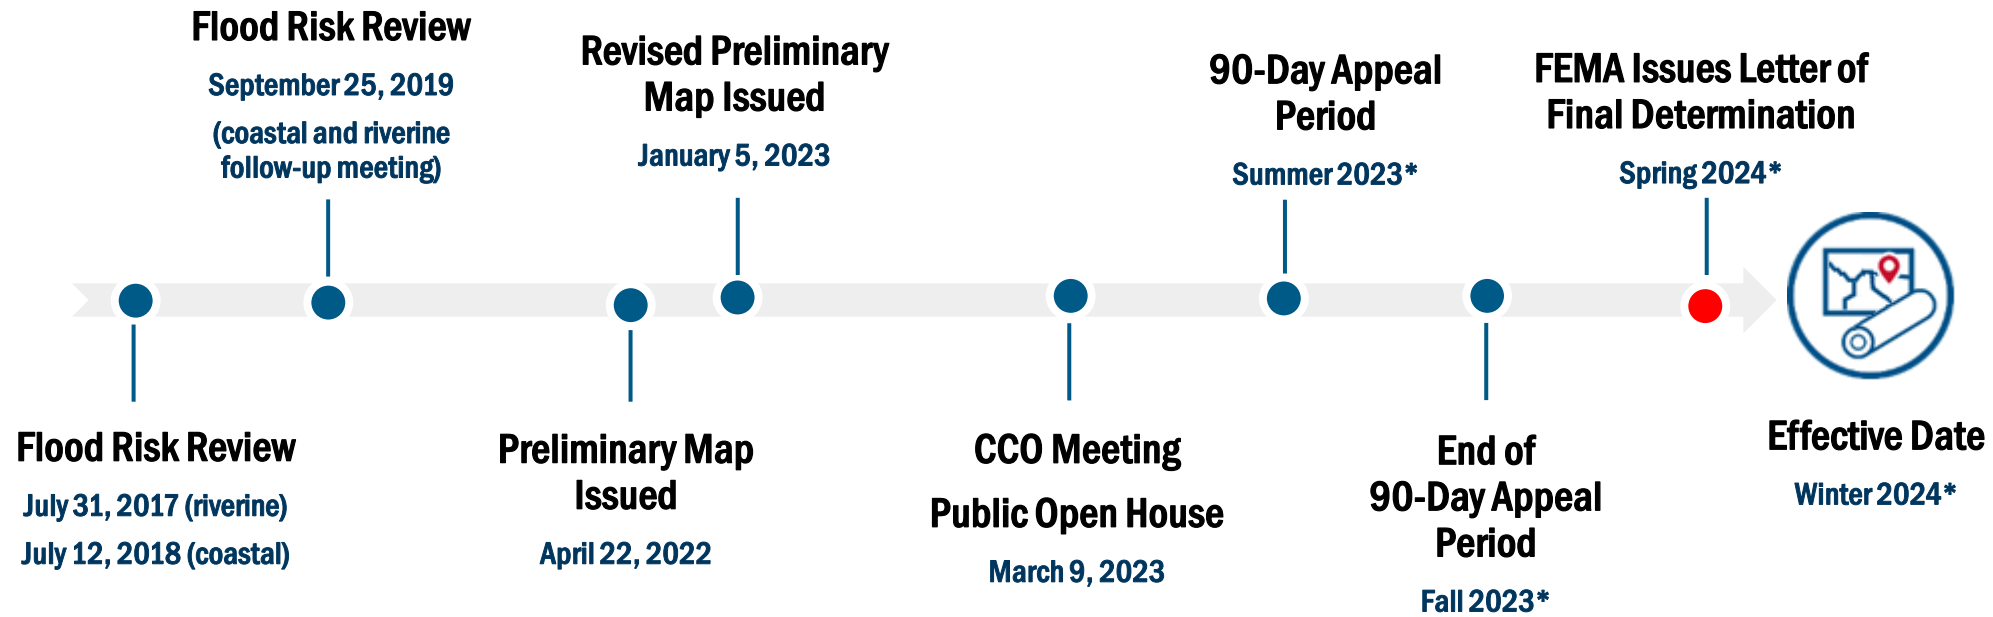 Flood Risk Review
September 25, 2019
(coastal and riverine
follow-up meeting)
Revised Preliminary
Map Issued
January 5, 2023
90-Day Appeal
Period
Summer 2023*
FEMA Issues Letter of
Final Determination
Spring 2024*
Flood Risk Review
July 31, 2017 (riverine)
July 12, 2018 (coastal)
Preliminary Map
Issued
April 22, 2022
CCO Meeting
Public Open House
March 9, 2023
End of
90-Day Appeal
Period
Fall 2023*
Effective Date
Winter 2024*